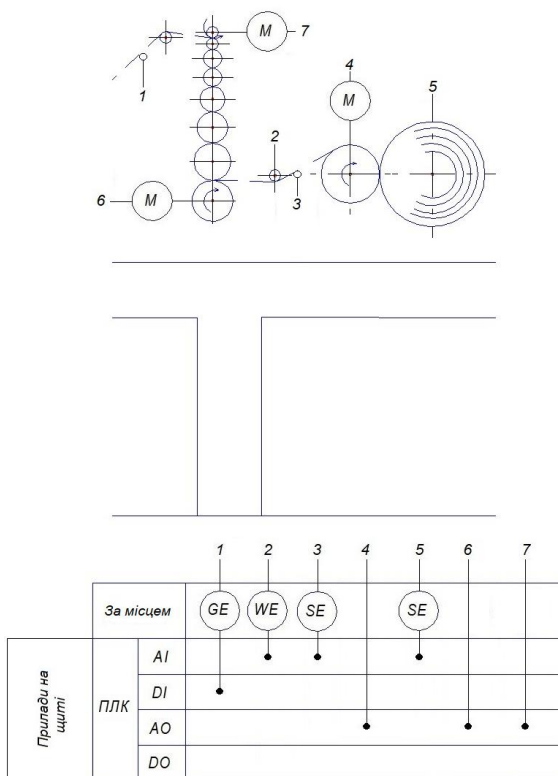 M 7
1
4
M
5
2
3
6 M
1 2 3 4 5 6 7
За місцем GE WE SE SE
Прилади на щиті
ПЛК
AI
DI
AO
DO